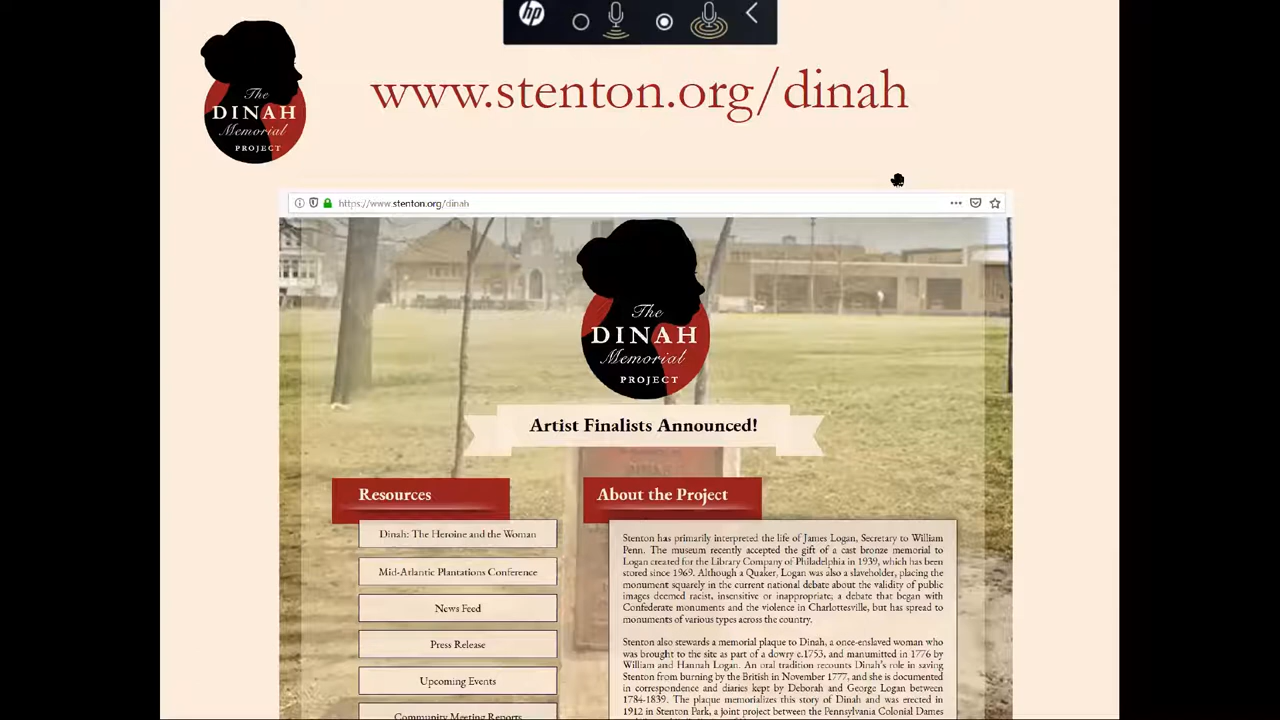 hp
www.stenton.org/dinah
The
DINAH
Memorial
PROJECT
https://www.stenton.org/dinah
The
DINAH
Memorial
PROJECT
Artist Finalists Announced!
Resources
Dinah: The Heroine and the Woman
Mid-Atlantic Plantations Conference
News Feed
Press Release
Upcoming Events
Community Meeting Reports
About the Project
Stenton has primarily interpreted the life of James Logan, Secretary to William
Penn. The museum recently accepted the gift of a cast bronze memorial to
Logan created for the Library Company of Philadelphia in 1939, which has been
stored since 1969. Although a Quaker, Logan was also a slaveholder, placing the
monument squarely in the current national debate about the validity of public
images deemed racist, insensitive or inappropriate; a debate that began with
Confederate monuments and the violence in Charlottesville, but has spread to
monuments of various types across the country.
Stenton also stewards a memorial plaque to Dinah, a once-enslaved woman who
was brought to the site as part of a dowry c.1753, and manumitted in 1776 by
William and Hannah Logan. An oral tradition recounts Dinah's role in saving
Stenton from burning by the British in November 1777, and she is documented
in correspondence and diaries kept by Deborah and George Logan between
1784-1839. The plaque memorializes this story of Dinah and was erected in
1912 in Stenton Park, a joint project between the Pennsylvania Colonial Dames